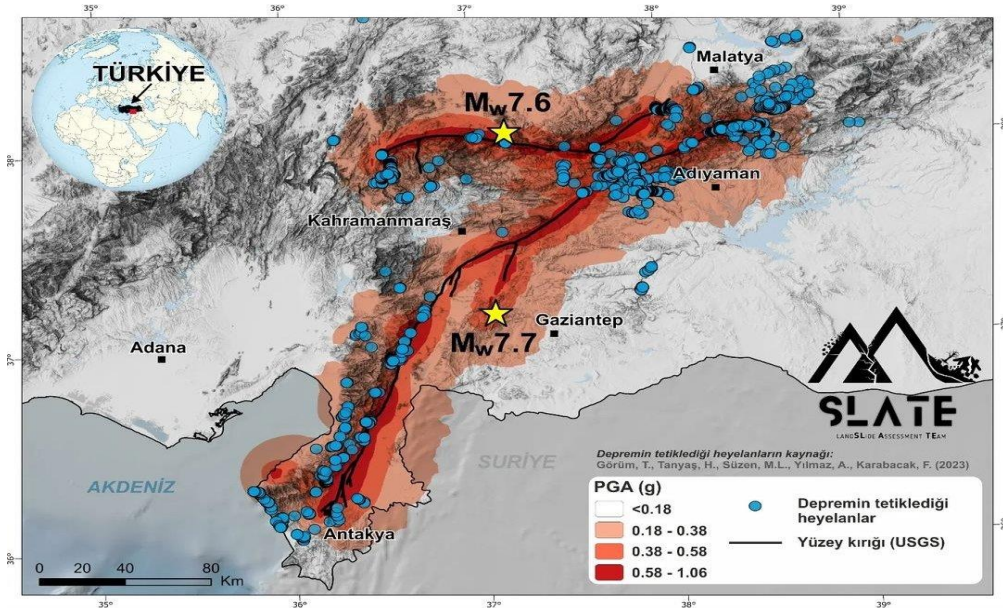 35°
36°
37°
38°
39°
TÜRKİYE
Malatya
Mw7.6
38°
Adıyaman
Kahramanmaraş
Mw7.7
Gaziantep
Adana
37°
SLATE
LANDSLIDE ASSESSMENT TEAM
Depremin tetiklediği heyelanların kaynağı:
Görüm, T., Tanyaş, H., Süzen, M.L., Yılmaz, A., Karabacak, F. (2023)
AKDENİZ
SURİYE
PGA (g)
<0.18
0.18 - 0.38
0.38 - 0.58
0.58 - 1.06
Depremin tetiklediği
heyelanlar
Yüzey kırığı (USGS)
Antakya
36°
0 20 40 80
Km
35°
36°
37°
38°
39°